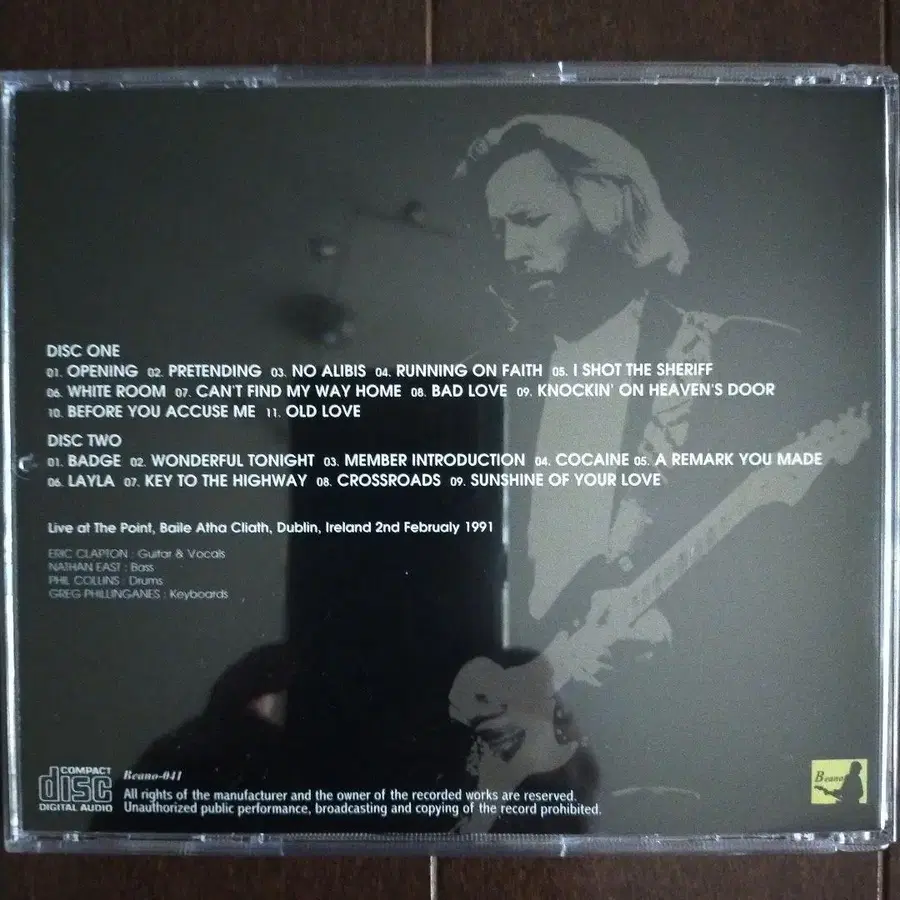 DISC ONE
01. OPENING 02. PRETENDING 03. NO ALIBIS 04. RUNNING ON FAITH 05. I SHOT THE SHERIFF
06. WHITE ROOM 07. CAN'T FIND MY WAY HOME 08. BAD LOVE 09. KNOCKIN' ON HEAVEN'S DOOR
10. BEFORE YOU ACCUSE ME 11. OLD LOVE
DISC TWO
01. BADGE 02. WONDERFUL TONIGHT 03. MEMBER INTRODUCTION 04. COCAINE 05. A REMARK YOU MADE
06. LAYLA 07. KEY TO THE HIGHWAY 08. CROSSROADS 09. SUNSHINE OF YOUR LOVE
Live at The Point, Baile Atha Cliath, Dublin, Ireland 2nd Februaly 1991
ERIC CLAPTON : Guitar & Vocals
NATHAN EAST : Bass
PHIL COLLINS : Drums
GREG PHILLINGANES : Keyboards
COMPACT
disc
DIGITAL AUDIO
Beano-041
All rights of the manufacturer and the owner of the recorded works are reserved.
Unauthorized public performance, broadcasting and copying of the record prohibited.
Beano